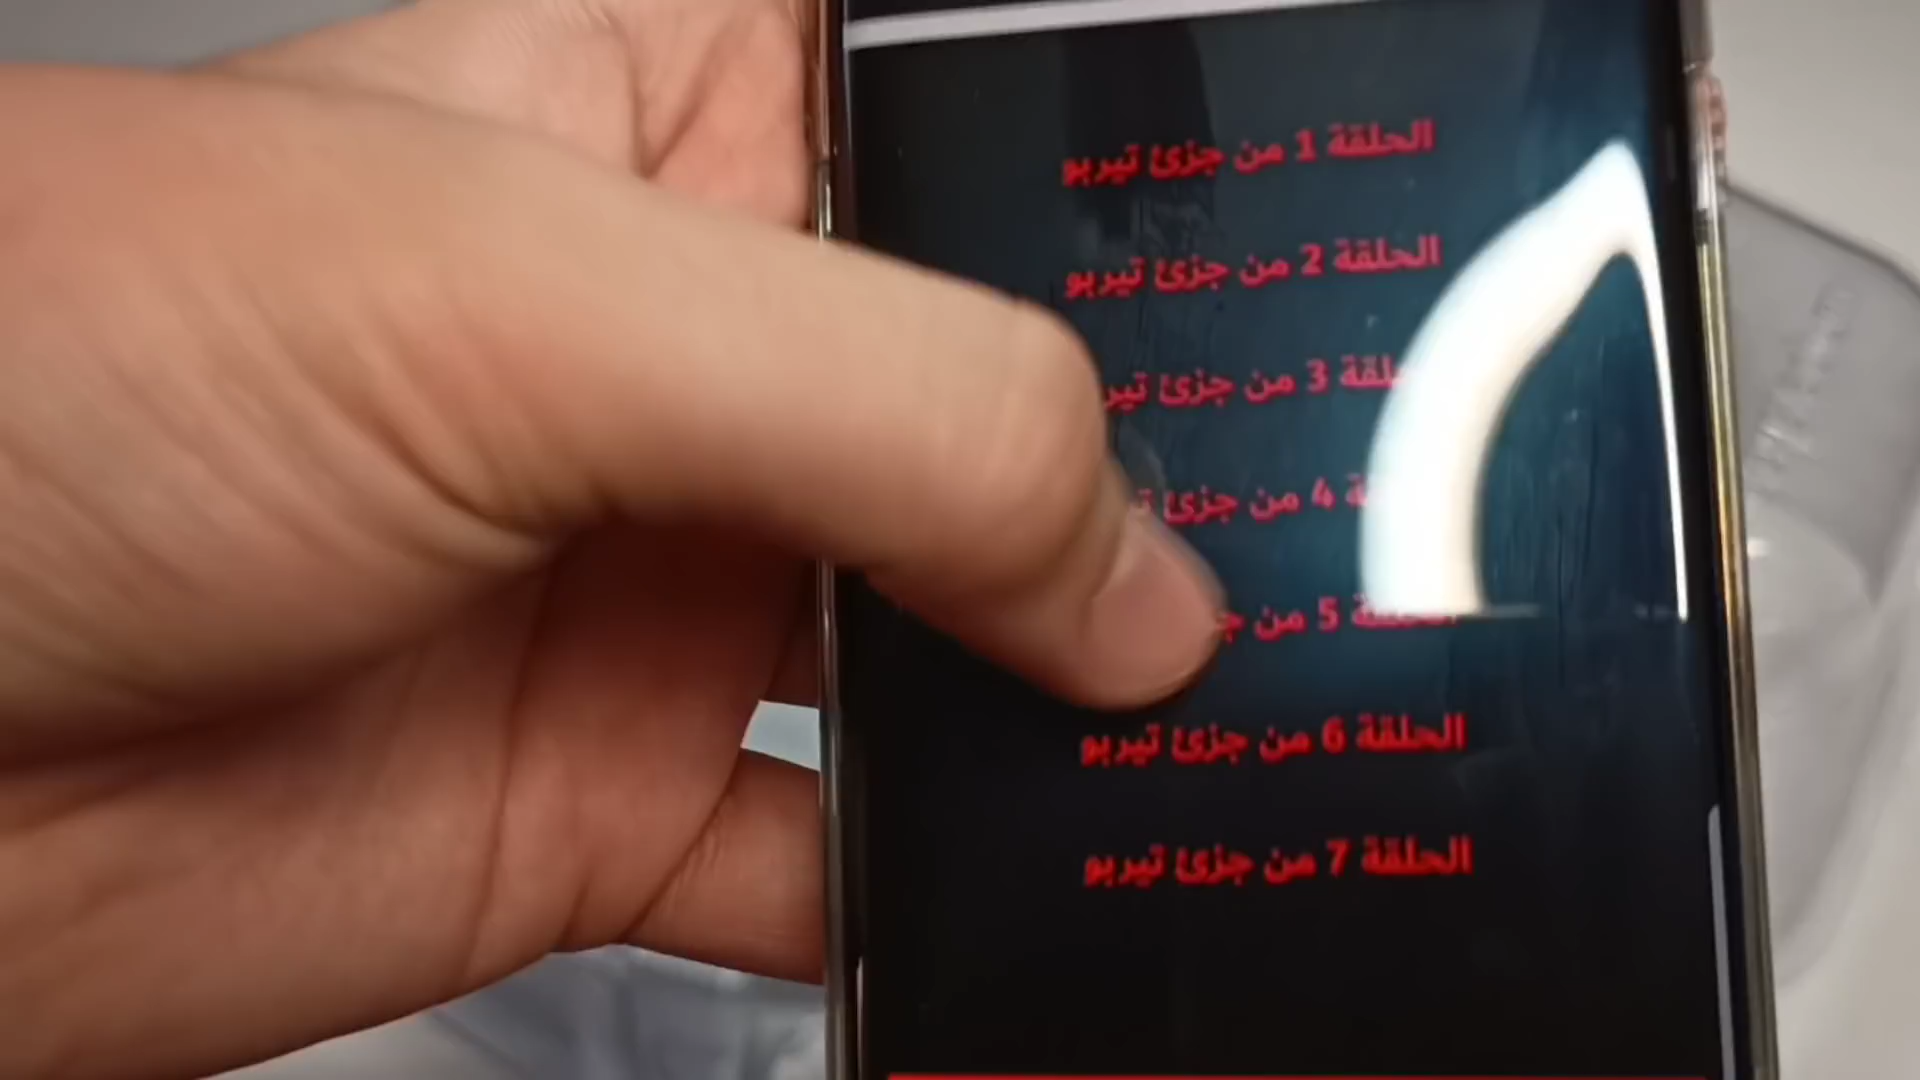 الحلقة 1 من جزئ تيربو
الحلقة 2 من جزئ تيربو
3 من جزئ
4 من جزئ
5 من
الحلقة 6 من جزئ تيربو
الحلقة 7 من جزئ تيربو